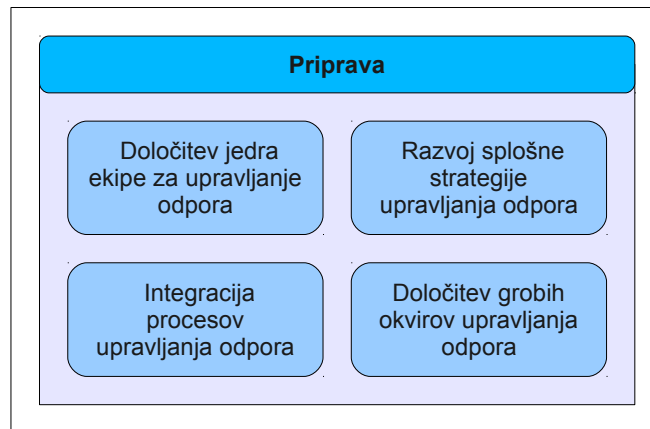 Priprava
Določitev jedra
ekipe za upravljanje
odpora
Razvoj splošne
strategije
upravljanja odpora
Integracija
procesov
upravljanja odpora
Določitev grobih
okvirov upravljanja
odpora